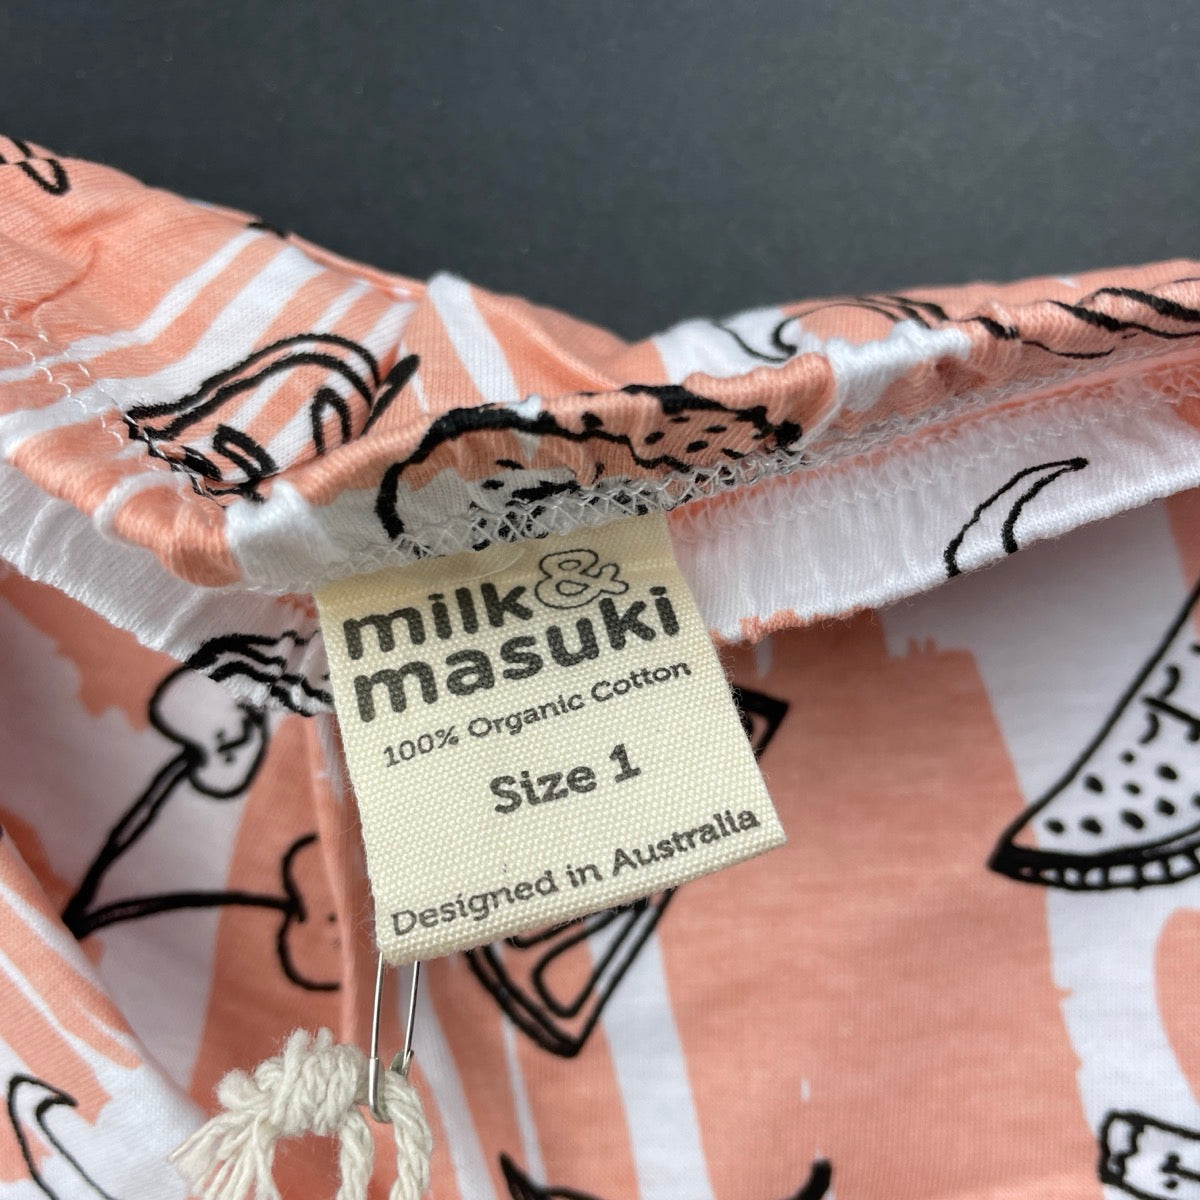 milk &
masuki
100% Organic Cotton
Size 1
Designed in Australia